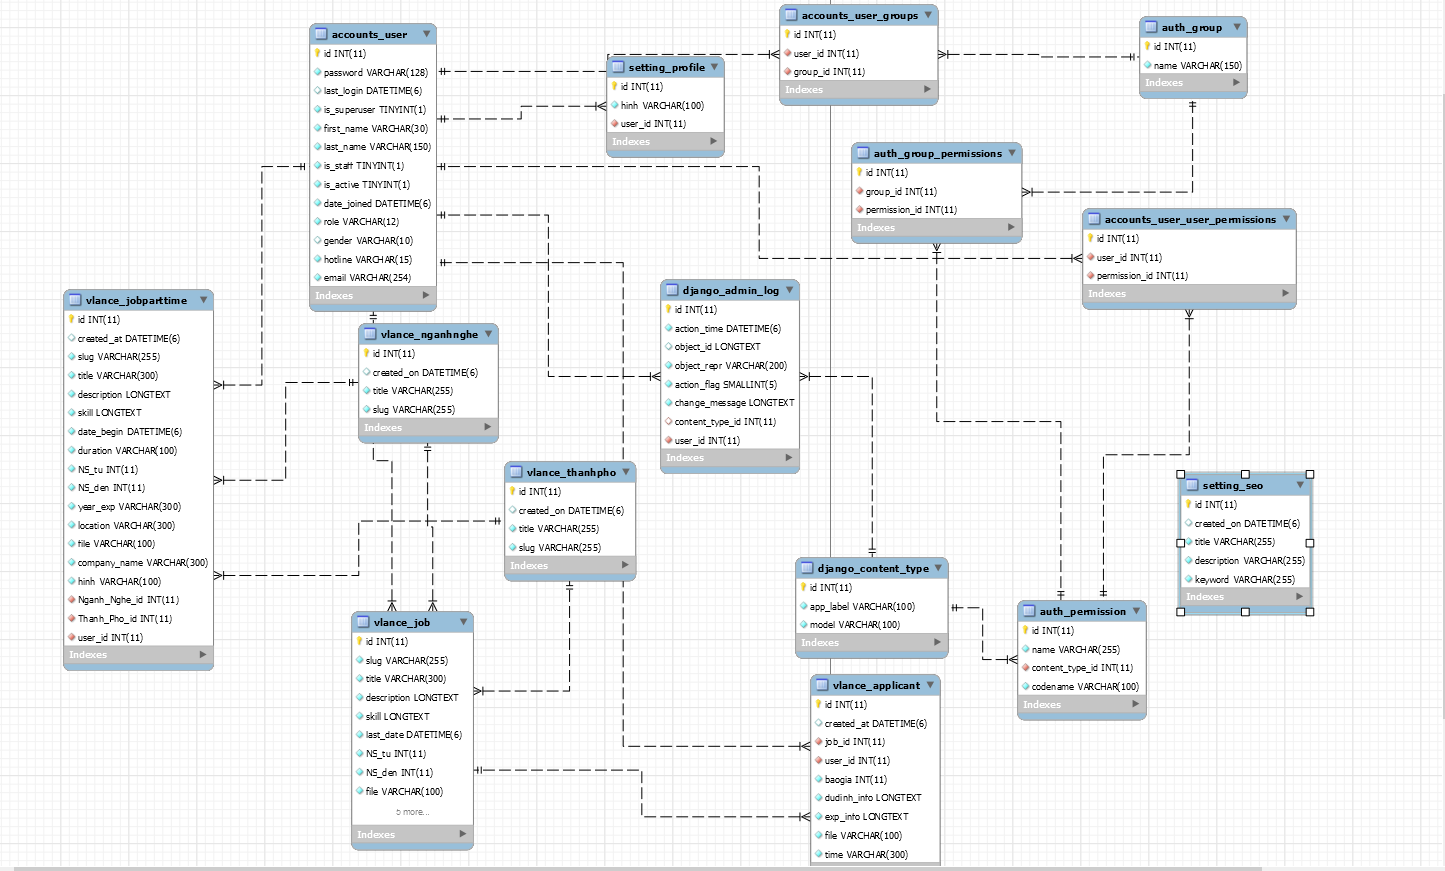 accounts_user
id INT(11)
password VARCHAR(128)
last_login DATETIME(6)
is_superuser TINYINT(1)
first_name VARCHAR(30)
last_name VARCHAR(150)
is_staff TINYINT(1)
is_active TINYINT(1)
date_joined DATETIME(6)
role VARCHAR(12)
gender VARCHAR(10)
hotline VARCHAR(15)
email VARCHAR(254)
Indexes
setting_profile
id INT(11)
hinh VARCHAR(100)
user_id INT(11)
Indexes
accounts_user_groups
id INT(11)
user_id INT(11)
group_id INT(11)
Indexes
auth_group
id INT(11)
name VARCHAR(150)
Indexes
auth_group_permissions
id INT(11)
group_id INT(11)
permission_id INT(11)
Indexes
accounts_user_user_permissions
id INT(11)
user_id INT(11)
permission_id INT(11)
Indexes
vlance_jobparttime
id INT(11)
created_at DATETIME(6)
slug VARCHAR(255)
title VARCHAR(300)
description LONGTEXT
skill LONGTEXT
date_begin DATETIME(6)
duration VARCHAR(100)
NS_tu INT(11)
NS_den INT(11)
year_exp VARCHAR(300)
location VARCHAR(300)
file VARCHAR(100)
company_name VARCHAR(300)
hinh VARCHAR(100)
Nganh_Nghe_id INT(11)
Thanh_Pho_id INT(11)
user_id INT(11)
Indexes
vlance_nganhnghe
id INT(11)
created_on DATETIME(6)
title VARCHAR(255)
slug VARCHAR(255)
Indexes
django_admin_log
id INT(11)
action_time DATETIME(6)
object_id LONGTEXT
object_repr VARCHAR(200)
action_flag SMALLINT(5)
change_message LONGTEXT
content_type_id INT(11)
user_id INT(11)
Indexes
vlance_thanhpho
id INT(11)
created_on DATETIME(6)
title VARCHAR(255)
slug VARCHAR(255)
Indexes
setting_seo
id INT(11)
created_on DATETIME(6)
title VARCHAR(255)
description VARCHAR(255)
keyword VARCHAR(255)
Indexes
django_content_type
id INT(11)
app_label VARCHAR(100)
model VARCHAR(100)
Indexes
auth_permission
id INT(11)
name VARCHAR(255)
content_type_id INT(11)
codename VARCHAR(100)
Indexes
vlance_job
id INT(11)
slug VARCHAR(255)
title VARCHAR(300)
description LONGTEXT
skill LONGTEXT
last_date DATETIME(6)
NS_tu INT(11)
NS_den INT(11)
file VARCHAR(100)
5 more...
Indexes
vlance_applicant
id INT(11)
created_at DATETIME(6)
job_id INT(11)
user_id INT(11)
baogia INT(11)
dudinh_info LONGTEXT
exp_info LONGTEXT
file VARCHAR(100)
time VARCHAR(300)